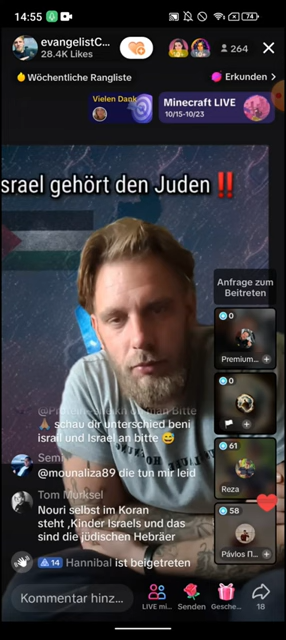 14:55
74
evangelistC...
28.4K Likes
264
Wöchentliche Rangliste
Erkunden >
Vielen Dank
Minecraft LIVE
10/15-10/23
srael gehört den Juden ‼️
Anfrage zum
Beitreten
0
Premium...
0
61
Reza
58
Pávlos Π...
Bitte
🙏🏽 schau dir unterschied beni
israil und Israel an bitte 😅
Semi
@mounaliza89 die tun mir leid
Tom Murksel
Nouri selbst im Koran
steht ,Kinder Israels und das
sind die jüdischen Hebräer
14 Hannibal ist beigetreten
Kommentar hinz...
LIVE mi...
Senden
Gesche...
18